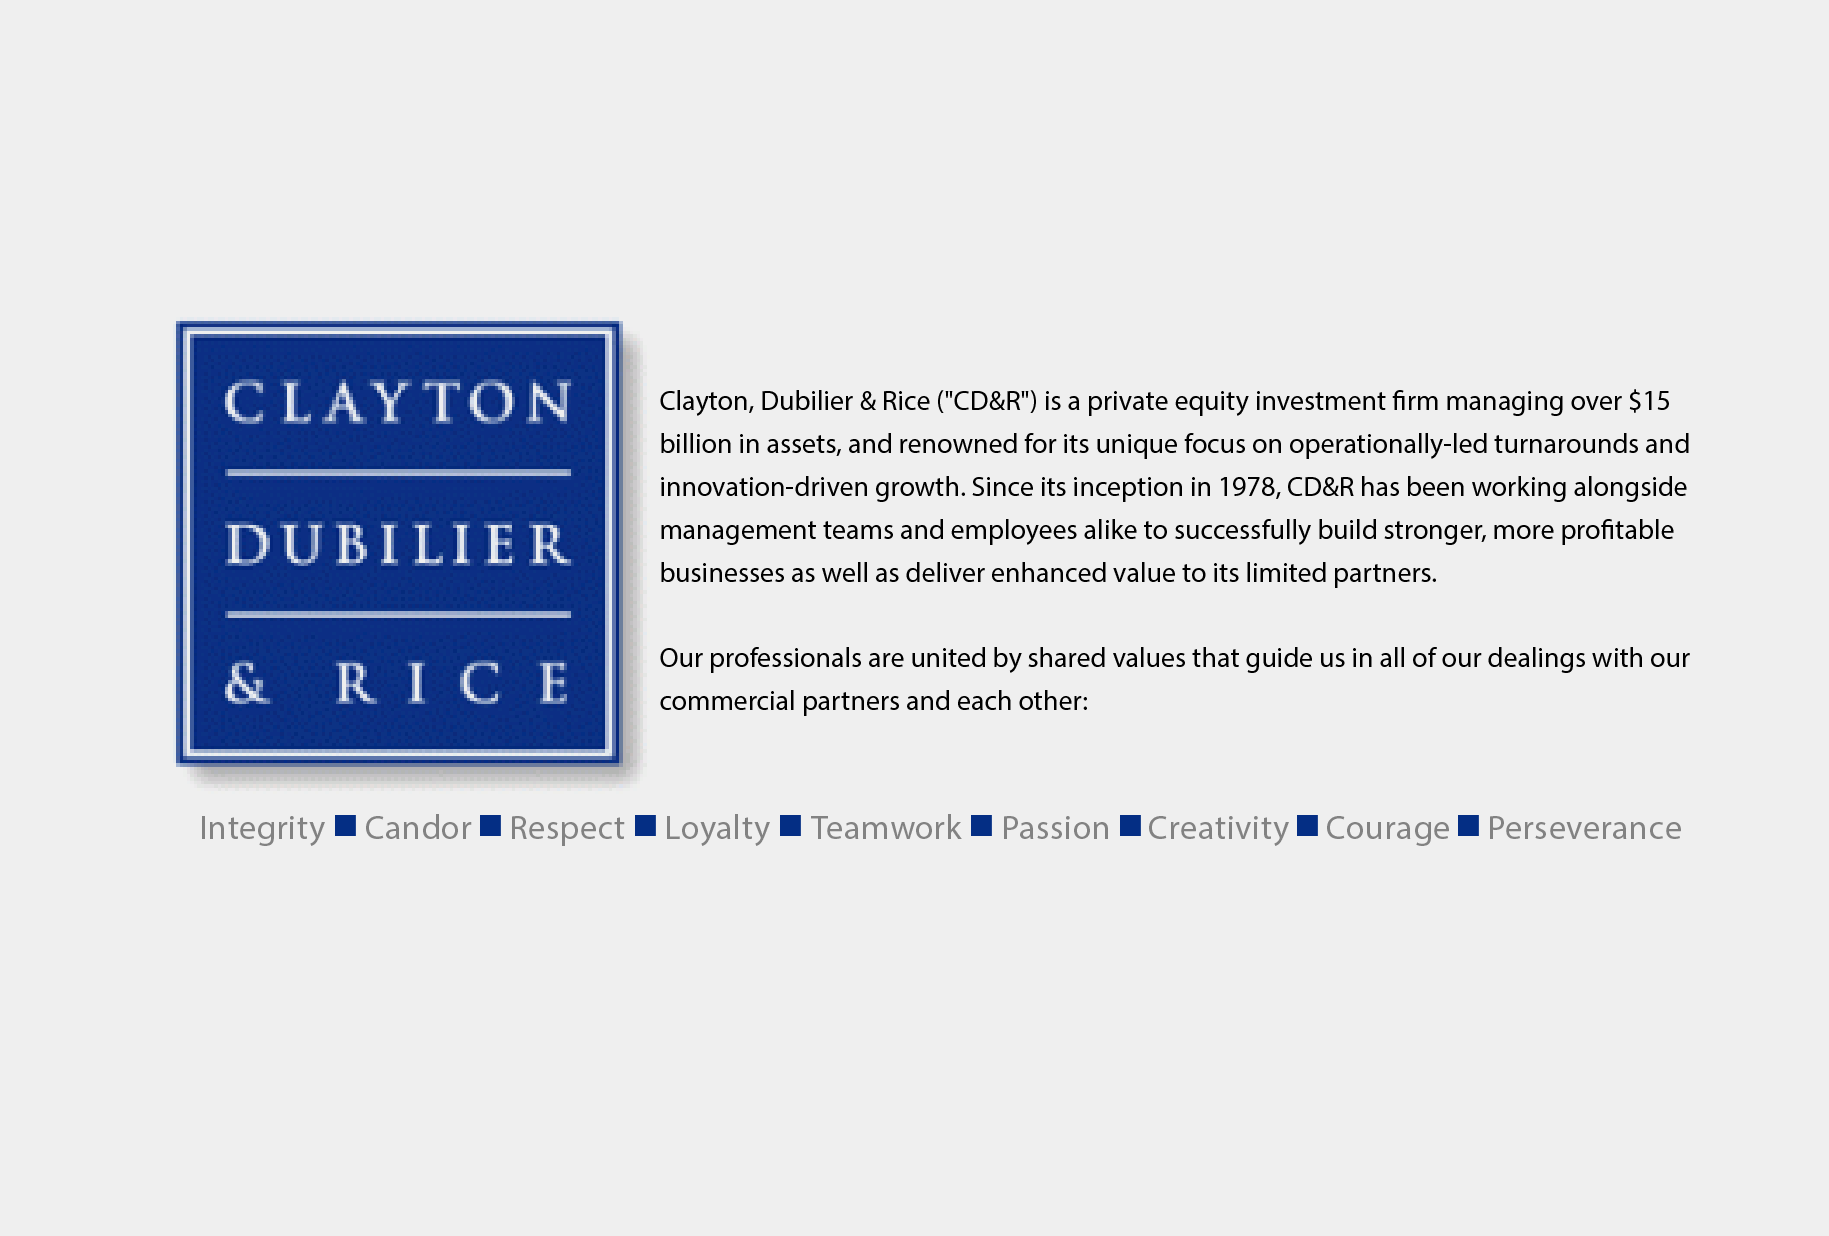 CLAYTON
DUBILIER
& RICE
Clayton, Dubilier & Rice ("CD&R") is a private equity investment firm managing over $15
billion in assets, and renowned for its unique focus on operationally-led turnarounds and
innovation-driven growth. Since its inception in 1978, CD&R has been working alongside
management teams and employees alike to successfully build stronger, more profitable
businesses as well as deliver enhanced value to its limited partners.
Our professionals are united by shared values that guide us in all of our dealings with our
commercial partners and each other:
Integrity ■ Candor ■ Respect ■ Loyalty ■ Teamwork ■ Passion ■ Creativity ■ Courage ■ Perseverance